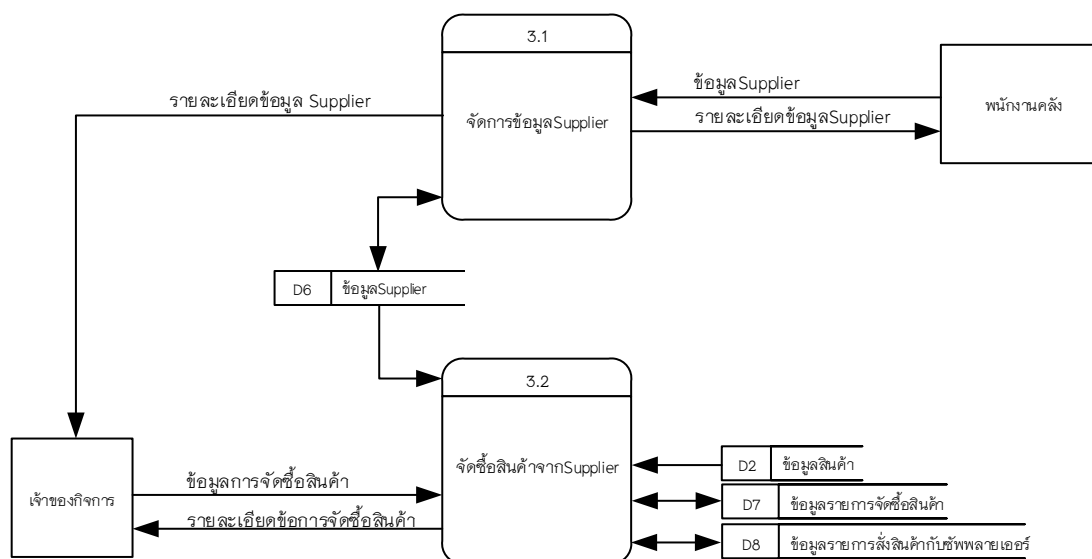 3.1
ข้อมูลSupplier
รายละเอียดข้อมูล Supplier
พนักงานคลัง
จัดการข้อมูลSupplier
รายละเอียดข้อมูลSupplier
D6 ข้อมูลSupplier
3.2
จัดซื้อสินค้าจากSupplier
D2 ข้อมูลสินค้า
ข้อมูลการจัดซื้อสินค้า
เจ้าของกิจการ
D7 ข้อมูลรายการจัดซื้อสินค้า
รายละเอียดข้อการจัดซื้อสินค้า
D8 ข้อมูลรายการสั่งสินค้ากับซัพพลายเออร์